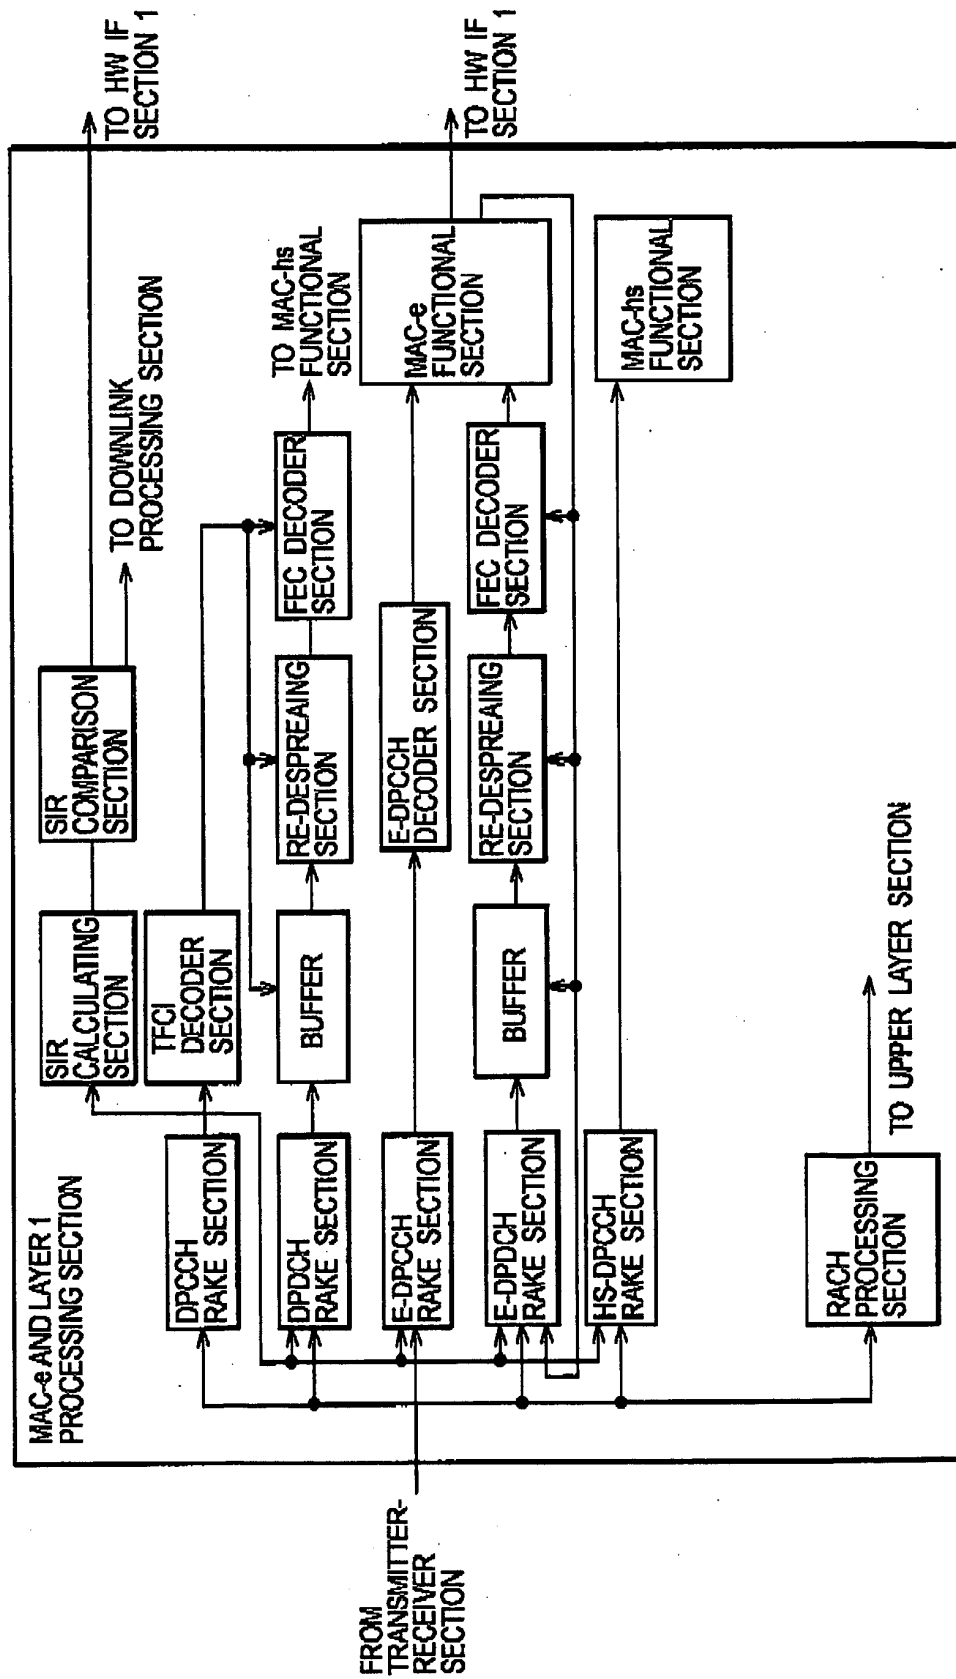 MAC-e AND LAYER 1
PROCESSING SECTION
FROM
TRANSMITTER-
RECEIVER
SECTION
DPCCH
RAKE SECTION
DPDCH
RAKE SECTION
E-DPCCH
RAKE SECTION
E-DPDCH
RAKE SECTION
HS-DPCCH
RAKE SECTION
RACH
PROCESSING
SECTION
TO UPPER LAYER SECTION
SIR
CALCULATING
SECTION
TFCI
DECODER
SECTION
BUFFER
BUFFER
SIR
COMPARISON
SECTION
RE-DESPREAING
SECTION
E-DPCCH
DECODER SECTION
RE-DESPREAING
SECTION
TO DOWNLINK
PROCESSING SECTION
FEC DECODER
SECTION
FEC DECODER
SECTION
TO MAC-hs
FUNCTIONAL
SECTION
MAC-e
FUNCTIONAL
SECTION
MAC-hs
FUNCTIONAL
SECTION
TO HW IF
SECTION 1
TO HW IF
SECTION 1